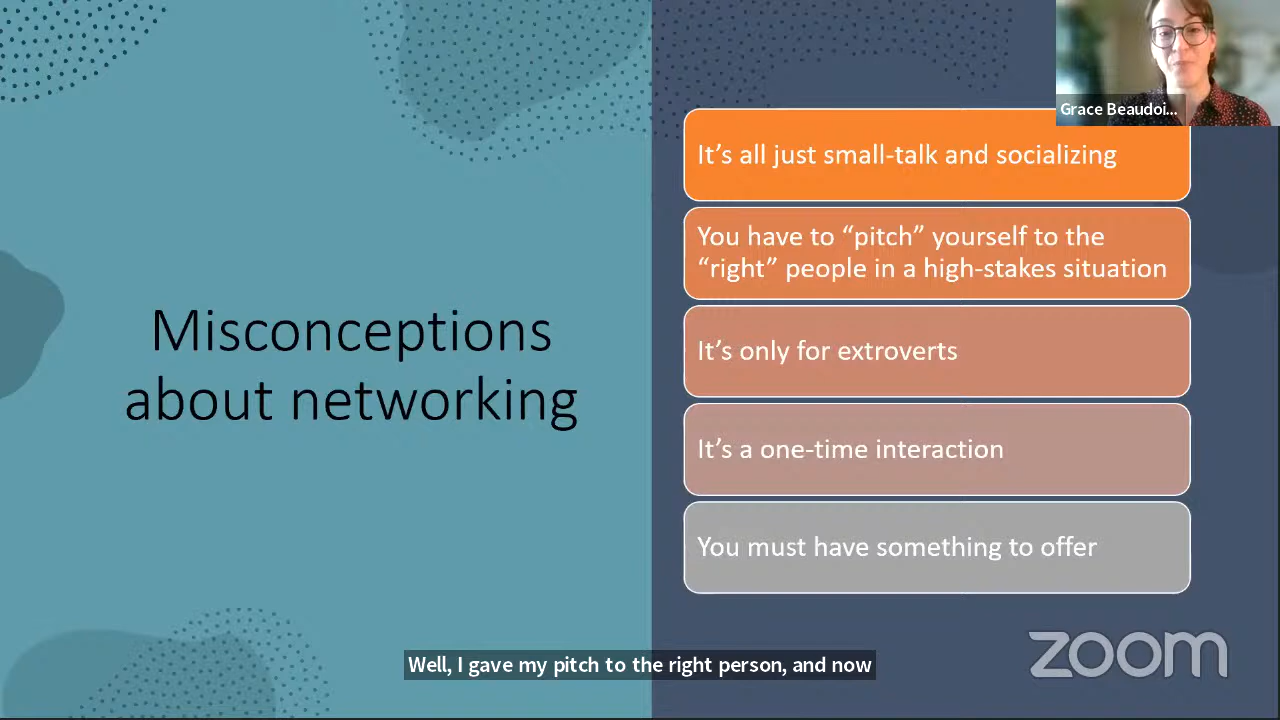 Misconceptions
about networking
Grace Beaudoi...
It’s all just small-talk and socializing
You have to “pitch” yourself to the
“right” people in a high-stakes situation
It’s only for extroverts
It’s a one-time interaction
You must have something to offer
Well, I gave my pitch to the right person, and now
zoom